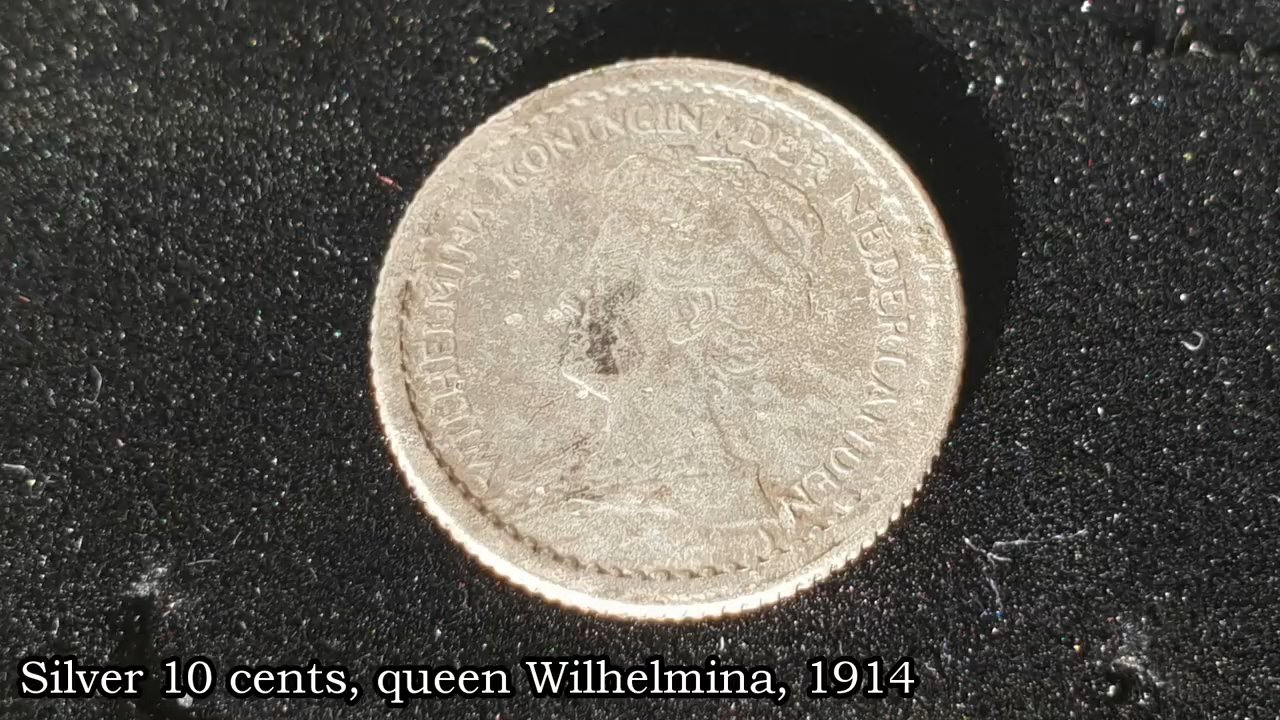 WILHELMINA KONINGIN DER NEDERLANDEN
Silver 10 cents, queen Wilhelmina, 1914